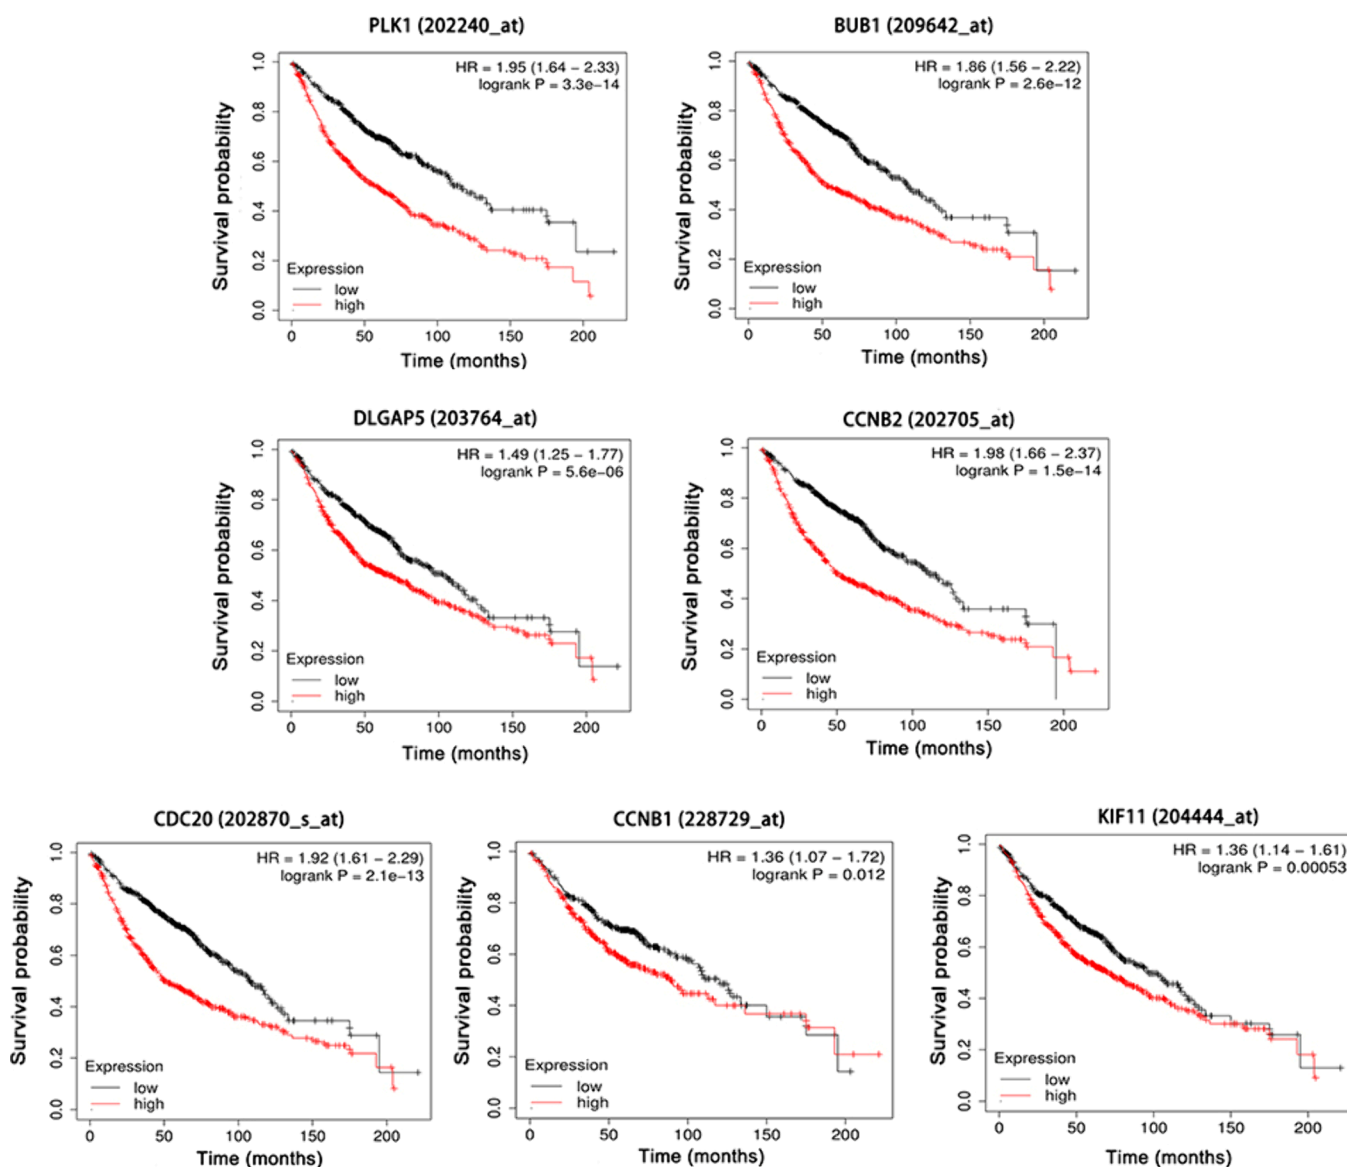 PLK1 (202240_at)
HR = 1.95 (1.64 − 2.33)
logrank P = 3.3e−14
Survival probability
1.0
0.8
0.6
0.4
0.2
0.0
Expression
low
high
0 50 100 150 200
Time (months)
BUB1 (209642_at)
HR = 1.86 (1.56 − 2.22)
logrank P = 2.6e−12
Survival probability
1.0
0.8
0.6
0.4
0.2
0.0
Expression
low
high
0 50 100 150 200
Time (months)
DLGAP5 (203764_at)
HR = 1.49 (1.25 − 1.77)
logrank P = 5.6e−06
Survival probability
1.0
0.8
0.6
0.4
0.2
0.0
Expression
low
high
0 50 100 150 200
Time (months)
CCNB2 (202705_at)
HR = 1.98 (1.66 − 2.37)
logrank P = 1.5e−14
Survival probability
1.0
0.8
0.6
0.4
0.2
0.0
Expression
low
high
0 50 100 150 200
Time (months)
CDC20 (202870_s_at)
HR = 1.92 (1.61 − 2.29)
logrank P = 2.1e−13
Survival probability
1.0
0.8
0.6
0.4
0.2
0.0
Expression
low
high
0 50 100 150 200
Time (months)
CCNB1 (228729_at)
HR = 1.36 (1.07 − 1.72)
logrank P = 0.012
Survival probability
1.0
0.8
0.6
0.4
0.2
0.0
Expression
low
high
0 50 100 150 200
Time (months)
KIF11 (204444_at)
HR = 1.36 (1.14 − 1.61)
logrank P = 0.00053
Survival probability
1.0
0.8
0.6
0.4
0.2
0.0
Expression
low
high
0 50 100 150 200
Time (months)